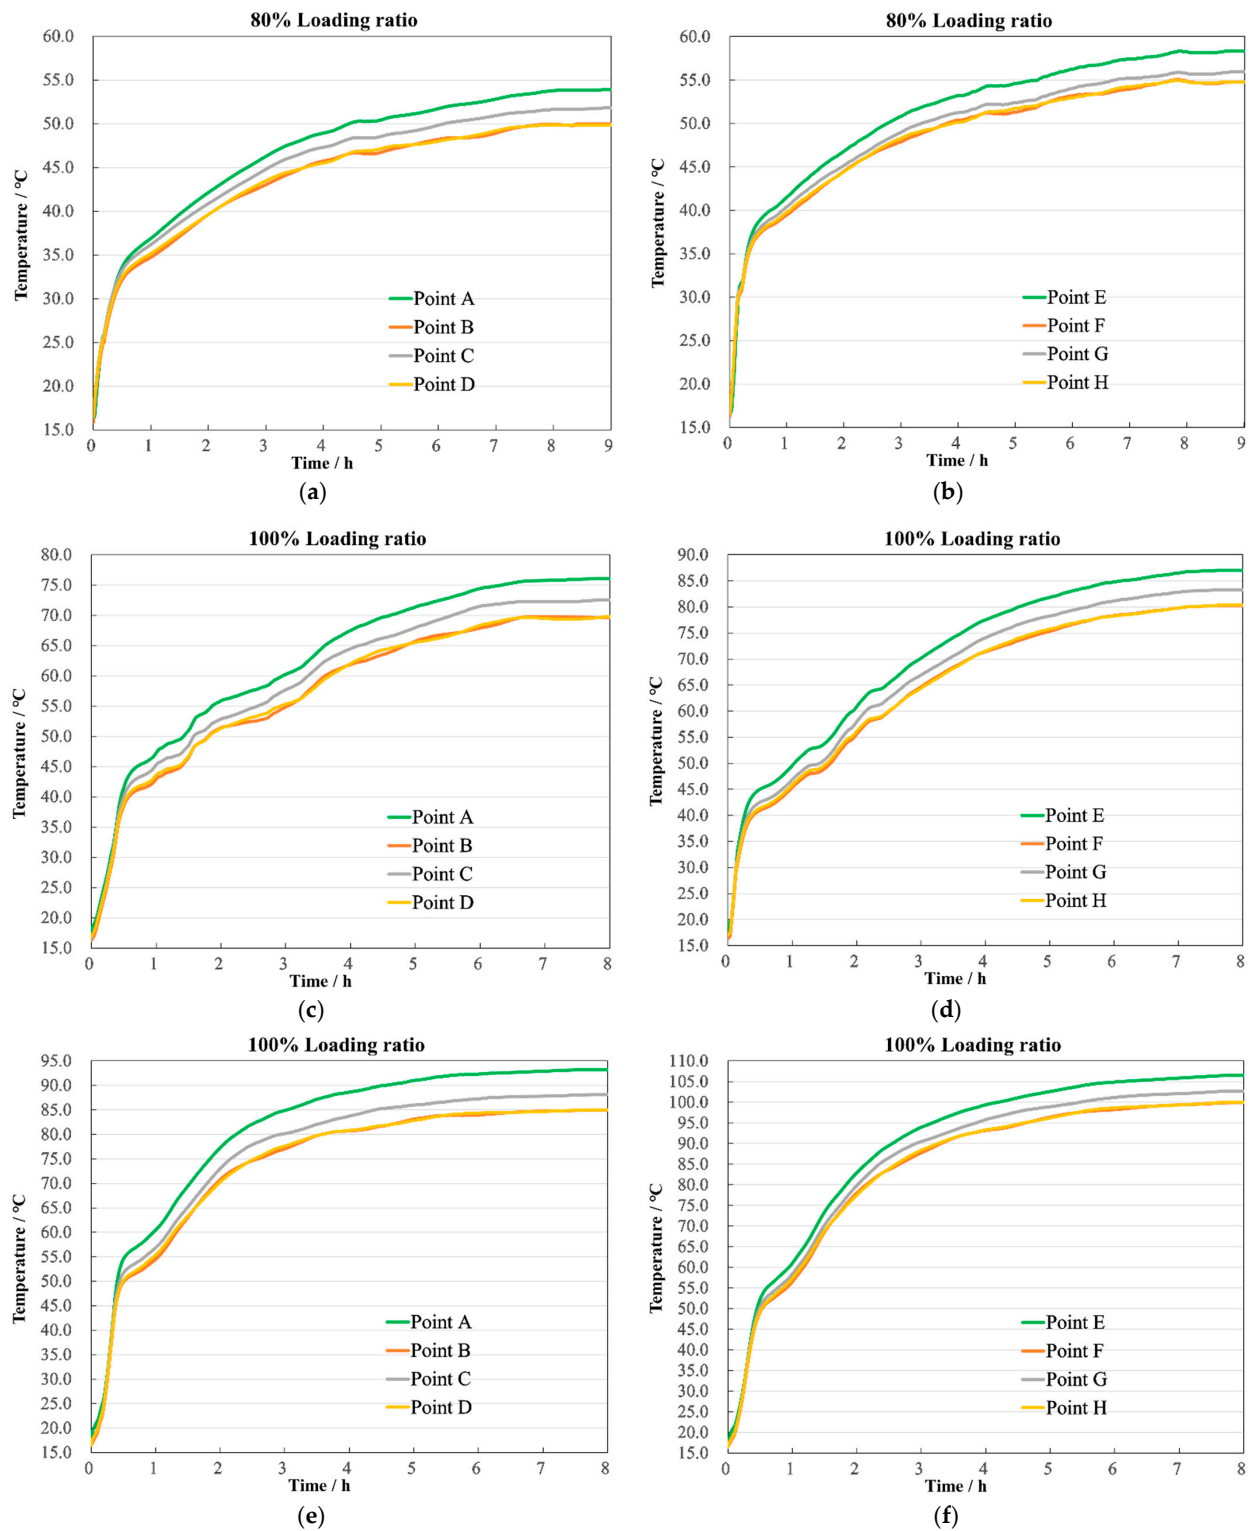 80% Loading ratio
60.0
55.0
50.0
45.0
40.0
35.0
30.0
25.0
20.0
15.0
Temperature / °C
Point A
Point B
Point C
Point D
0 1 2 3 4 5 6 7 8 9
Time / h
(a)
80% Loading ratio
60.0
55.0
50.0
45.0
40.0
35.0
30.0
25.0
20.0
15.0
Temperature / °C
Point E
Point F
Point G
Point H
0 1 2 3 4 5 6 7 8 9
Time / h
(b)
100% Loading ratio
80.0
75.0
70.0
65.0
60.0
55.0
50.0
45.0
40.0
35.0
30.0
25.0
20.0
15.0
Temperature / °C
Point A
Point B
Point C
Point D
0 1 2 3 4 5 6 7 8
Time / h
(c)
100% Loading ratio
90.0
85.0
80.0
75.0
70.0
65.0
60.0
55.0
50.0
45.0
40.0
35.0
30.0
25.0
20.0
15.0
Temperature / °C
Point E
Point F
Point G
Point H
0 1 2 3 4 5 6 7 8
Time / h
(d)
100% Loading ratio
95.0
90.0
85.0
80.0
75.0
70.0
65.0
60.0
55.0
50.0
45.0
40.0
35.0
30.0
25.0
20.0
15.0
Temperature / °C
Point A
Point B
Point C
Point D
0 1 2 3 4 5 6 7 8
Time / h
(e)
100% Loading ratio
110.0
105.0
100.0
95.0
90.0
85.0
80.0
75.0
70.0
65.0
60.0
55.0
50.0
45.0
40.0
35.0
30.0
25.0
20.0
15.0
Temperature / °C
Point E
Point F
Point G
Point H
0 1 2 3 4 5 6 7 8
Time / h
(f)